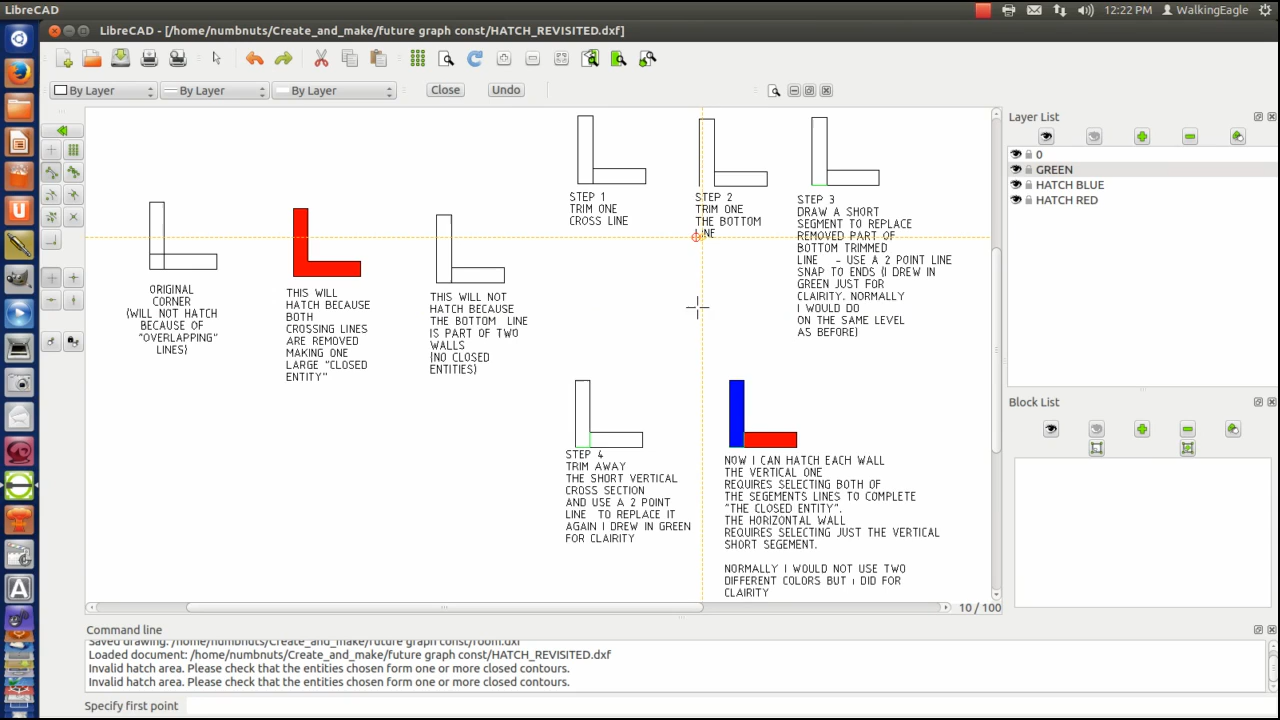 LibreCAD
12:22 PM
WalkingEagle
LibreCAD - [/home/numbnuts/Create_and_make/future graph const/HATCH_REVISITED.dxf]
By Layer
By Layer
By Layer
Close
Undo
STEP 1
TRIM ONE
CROSS LINE
STEP 2
TRIM ONE
THE BOTTOM
LINE
STEP 3
DRAW A SHORT
SEGMENT TO REPLACE
REMOVED PART OF
BOTTOM TRIMMED
LINE - USE A 2 POINT LINE
SNAP TO ENDS (I DREW IN
GREEN JUST FOR
CLAIRITY, NORMALLY
I WOULD DO
ON THE SAME LEVEL
AS BEFORE)
ORIGINAL
CORNER
(WILL NOT HATCH
BECAUSE OF
"OVERLAPPING"
LINES)
THIS WILL
HATCH BECAUSE
BOTH
CROSSING LINES
ARE REMOVED
MAKING ONE
LARGE "CLOSED
ENTITY"
THIS WILL NOT
HATCH BECAUSE
THE BOTTOM LINE
IS PART OF TWO
WALLS
(NO CLOSED
ENTITIES)
STEP 4
TRIM AWAY
THE SHORT VERTICAL
CROSS SECTION
AND USE A 2 POINT
LINE TO REPLACE IT
AGAIN I DREW IN GREEN
FOR CLAIRITY
NOW I CAN HATCH EACH WALL
THE VERTICAL ONE
REQUIRES SELECTING BOTH OF
THE SEGEMENTS LINES TO COMPLETE
"THE CLOSED ENTITY".
THE HORIZONTAL WALL
REQUIRES SELECTING JUST THE VERTICAL
SHORT SEGEMENT.
NORMALLY I WOULD NOT USE TWO
DIFFERENT COLORS BUT i DID FOR
CLAIRITY
10 / 100
Layer List
0
GREEN
HATCH BLUE
HATCH RED
Block List
Command line
Saved drawing: /home/numbnuts/Create_and_make/future graph const/room.dxf
Loaded document: /home/numbnuts/Create_and_make/future graph const/HATCH_REVISITED.dxf
Invalid hatch area. Please check that the entities chosen form one or more closed contours.
Invalid hatch area. Please check that the entities chosen form one or more closed contours.
Specify first point